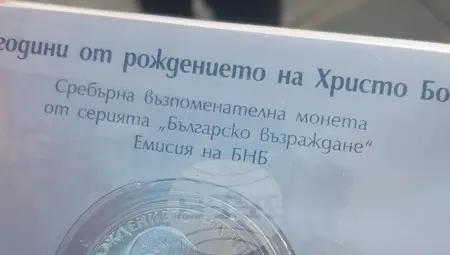 години от рождението на Христо Бо
Сребърна възпоменателна монета
от серията „Българско възраждане“
Емисия на БНБ